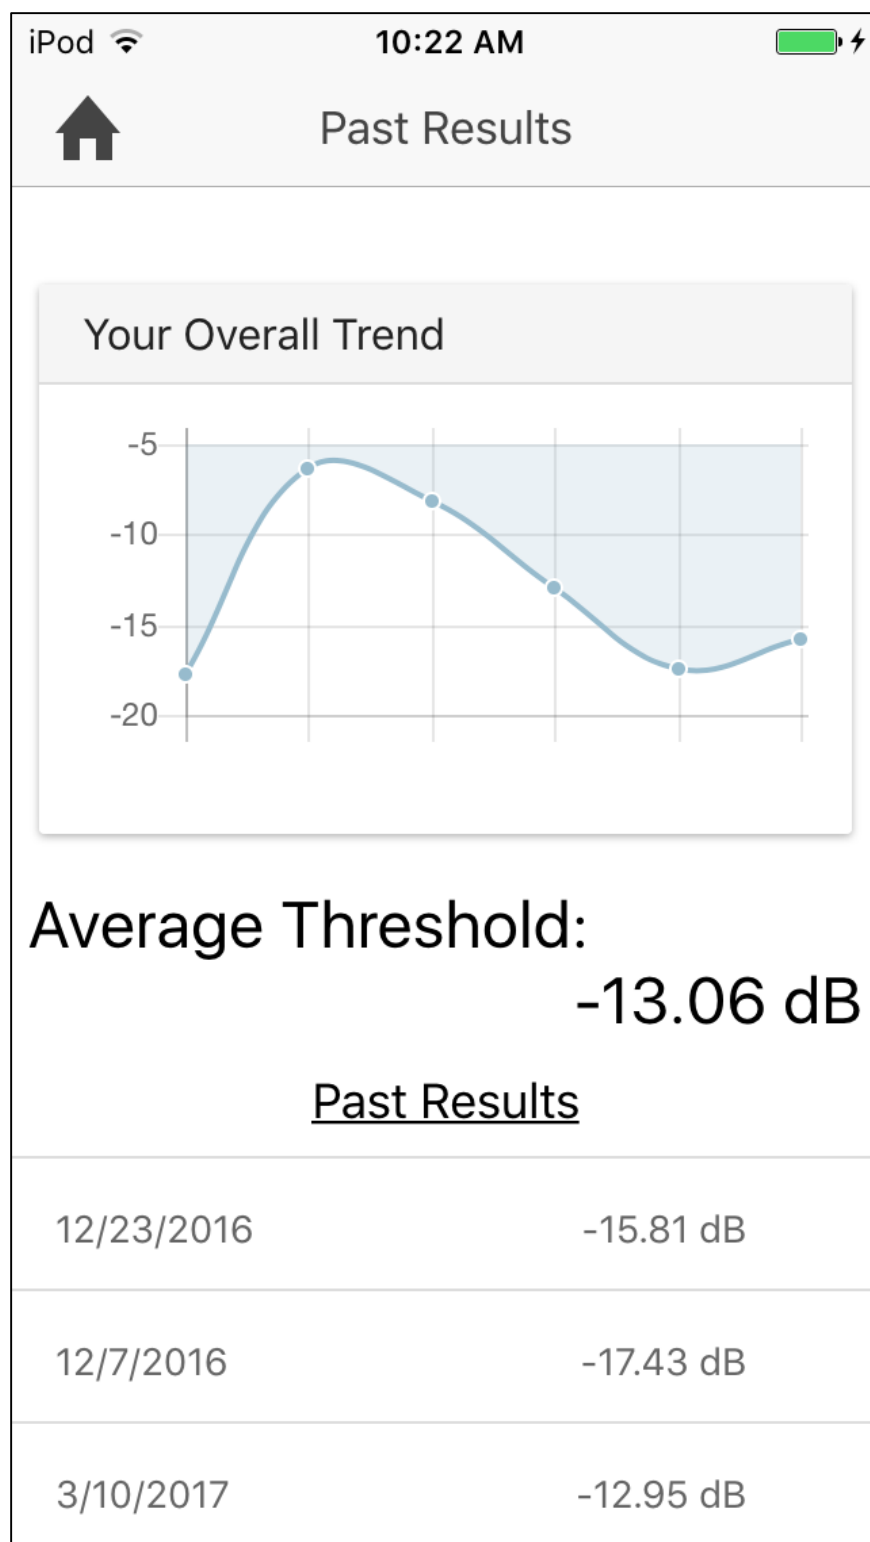 iPod 10:22 AM
Past Results
Your Overall Trend
-5
-10
-15
-20
Average Threshold:
-13.06 dB
Past Results
12/23/2016 -15.81 dB
12/7/2016 -17.43 dB
3/10/2017 -12.95 dB